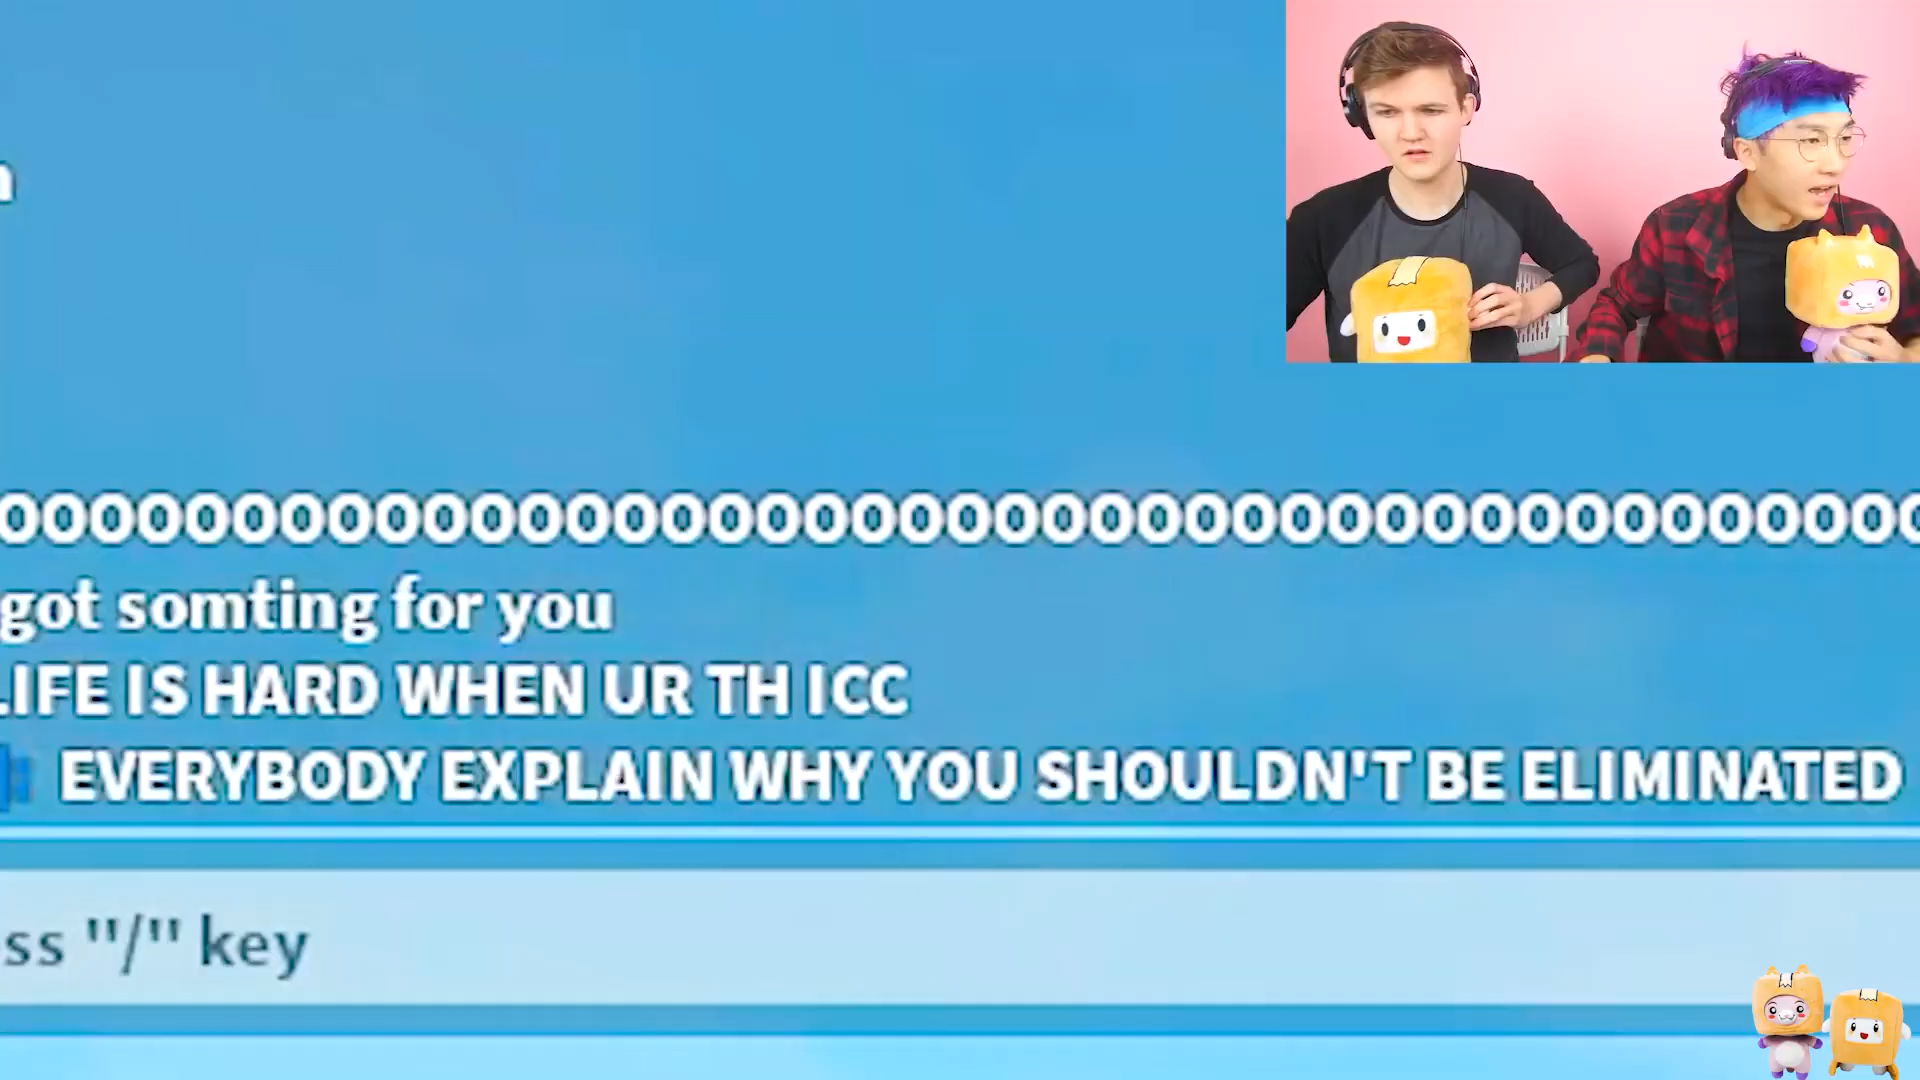 OOOOOOOOOOOOOOOOOOOOOOOOOOOOOOOOOOOOOOOO
got somting for you
LIFE IS HARD WHEN UR TH ICC
EVERYBODY EXPLAIN WHY YOU SHOULDN'T BE ELIMINATED
ss "/" key